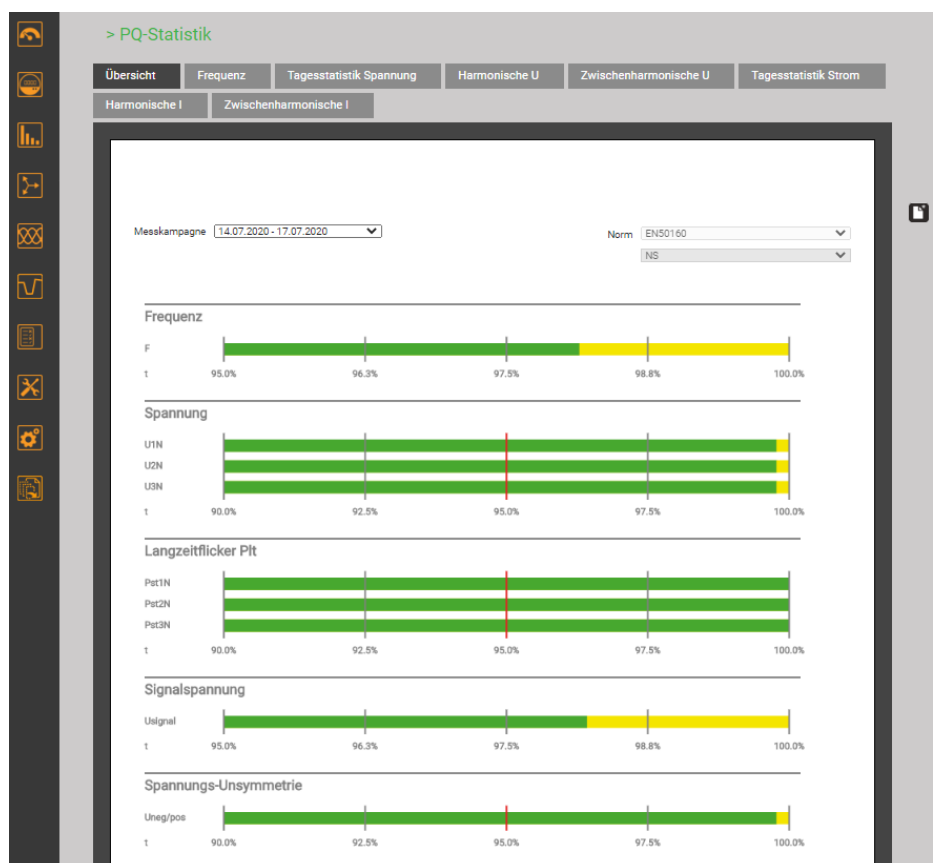 > PQ-Statistik
Übersicht Frequenz Tagesstatistik Spannung Harmonische U Zwischenharmonische U Tagesstatistik Strom
Harmonische I Zwischenharmonische I
Messkampagne 14.07.2020 - 17.07.2020 Norm EN50160
NS
Frequenz
F
t 95.0% 96.3% 97.5% 98.8% 100.0%
Spannung
U1N
U2N
U3N
t 90.0% 92.5% 95.0% 97.5% 100.0%
Langzeitflicker Plt
Pst1N
Pst2N
Pst3N
t 90.0% 92.5% 95.0% 97.5% 100.0%
Signalspannung
Usignal
t 95.0% 96.3% 97.5% 98.8% 100.0%
Spannungs-Unsymmetrie
Uneg/pos
t 90.0% 92.5% 95.0% 97.5% 100.0%